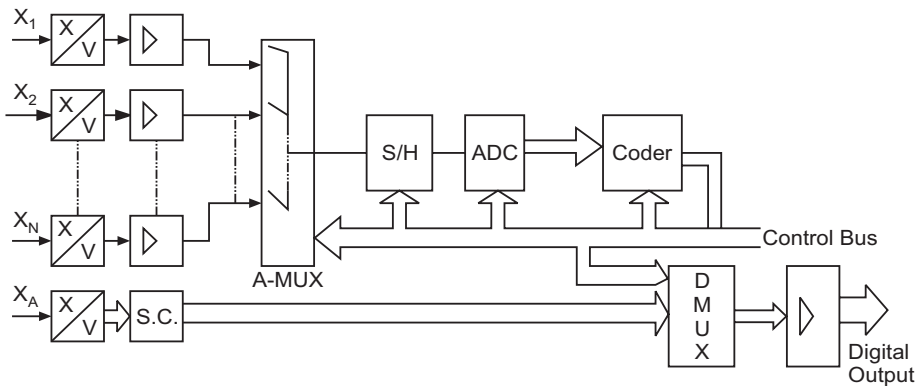 X1
X
V
X2
X
V
S/H
ADC
Coder
XN
X
V
Control Bus
A-MUX
XA
X
V
S.C.
D
M
U
X
Digital
Output